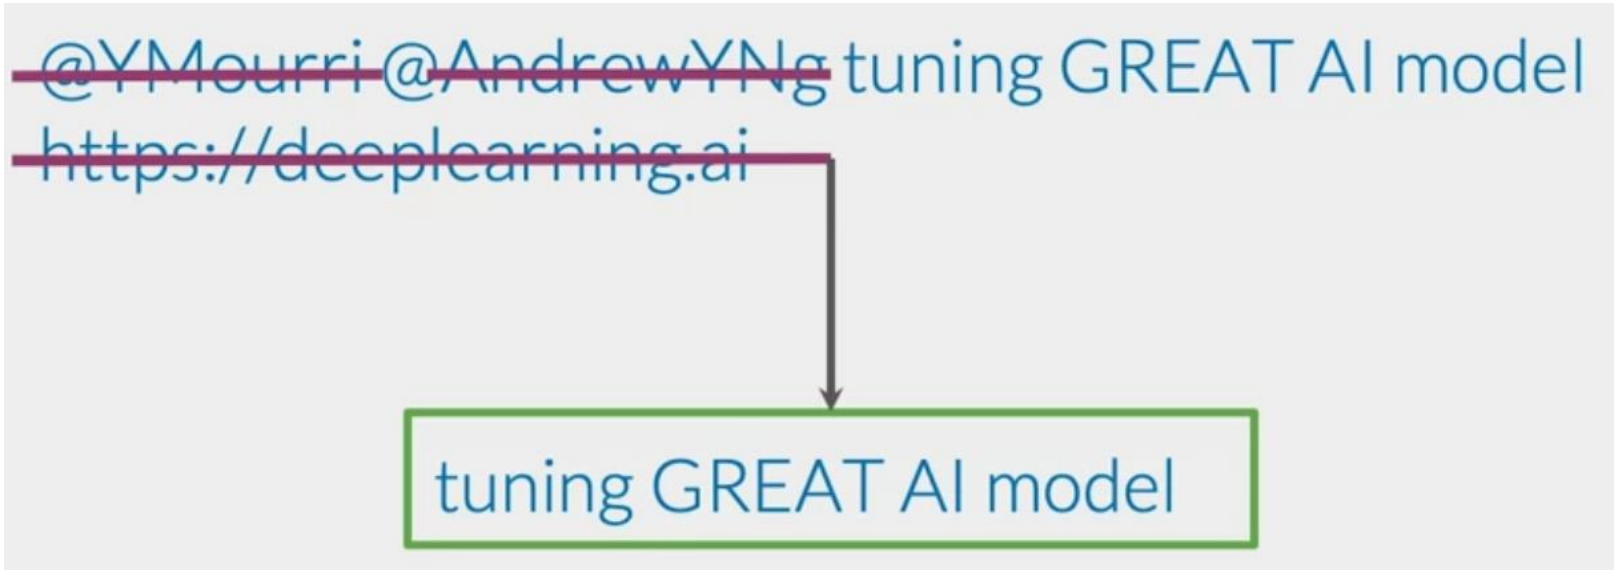 @YMourri @AndrewYNg tuning GREAT AI model
https://deeplearning.ai
tuning GREAT AI model